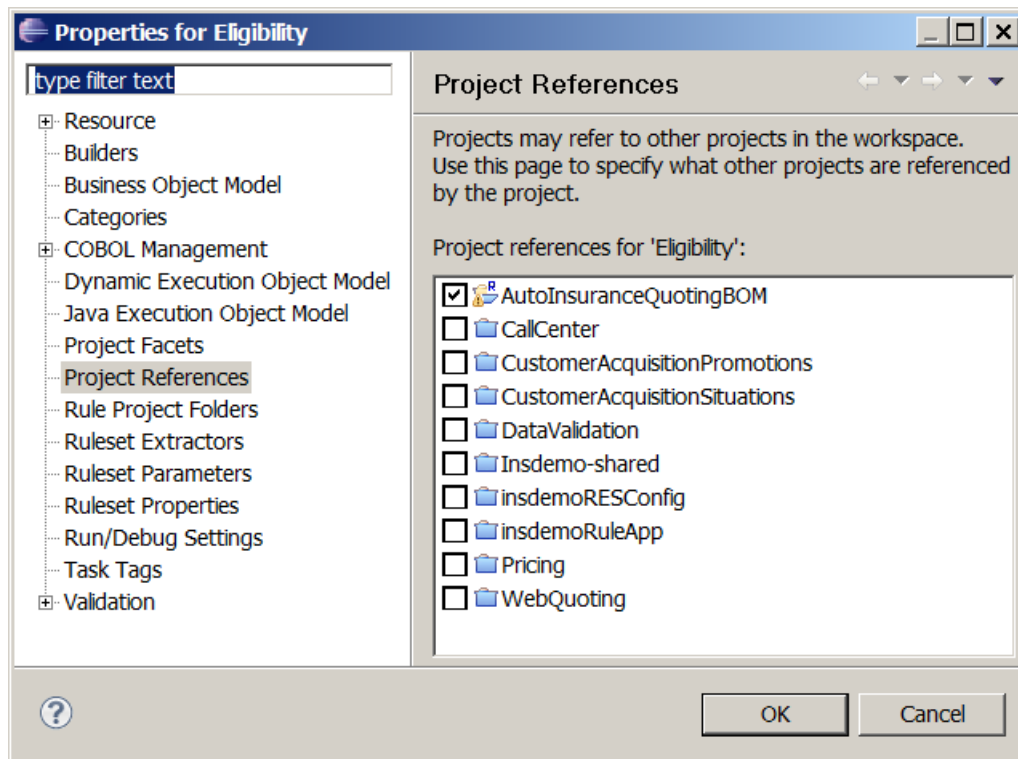 Properties for Eligibility
type filter text
Resource
Builders
Business Object Model
Categories
COBOL Management
Dynamic Execution Object Model
Java Execution Object Model
Project Facets
Project References
Rule Project Folders
Ruleset Extractors
Ruleset Parameters
Ruleset Properties
Run/Debug Settings
Task Tags
Validation
Project References
Projects may refer to other projects in the workspace.
Use this page to specify what other projects are referenced
by the project.
Project references for 'Eligibility':
R
AutoInsuranceQuotingBOM
CallCenter
CustomerAcquisitionPromotions
CustomerAcquisitionSituations
DataValidation
Insdemo-shared
insdemoRESConfig
insdemoRuleApp
Pricing
WebQuoting
?
OK
Cancel